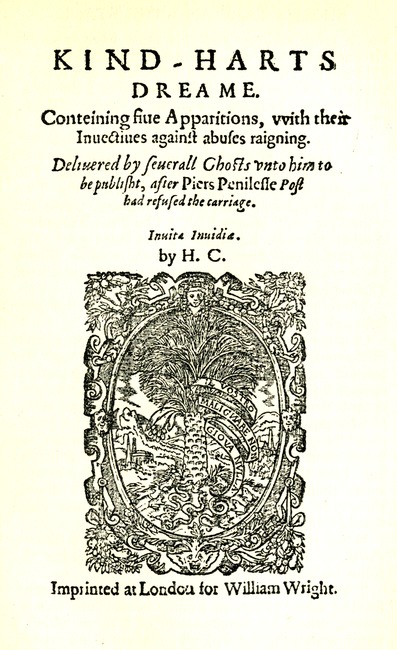 KIND-HARTS
DREAME.
Conteining fiue Apparitions, vvith their
Inuectiues againſt abuſes raigning.
Deliuered by ſeuerall Ghoſts vnto him to
be publiſht, after Piers Penileſſe Poſt
had refuſed the carriage.
Inuita Inuidiæ.
by H. C.
Imprinted at London for William Wright.